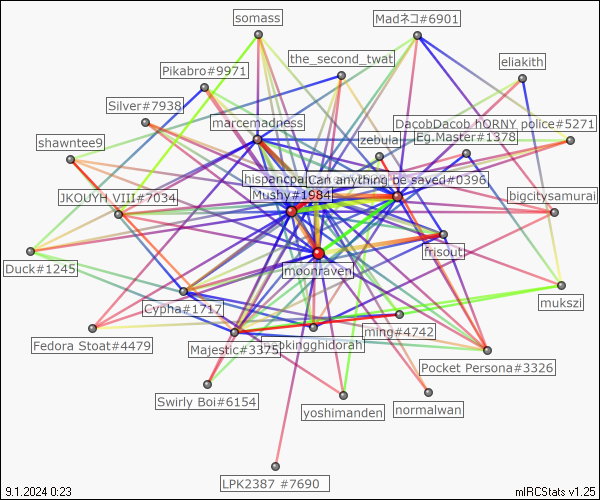 somass
Madネコ#6901
the_second_twat
eliakith
Pikabro#9971
Silver#7938
marcemadness
DacobDacob hORNY police#5271
zebula
Eg.Master#1378
shawntee9
hispancpa
Can anything be saved#0396
Mushy#1984
JKOUYH VIII#7034
bigcitysamurai
frisout
Duck#1245
moonraven
mukszi
Cypha#1717
ming#4742
Fedora Stoat#4479
Majestic#3375
okingghidorah
Pocket Persona#3326
Swirly Boi#6154
yoshimanden
normalwan
LPK2387 #7690
9.1.2024 0:23
mIRCStats v1.25